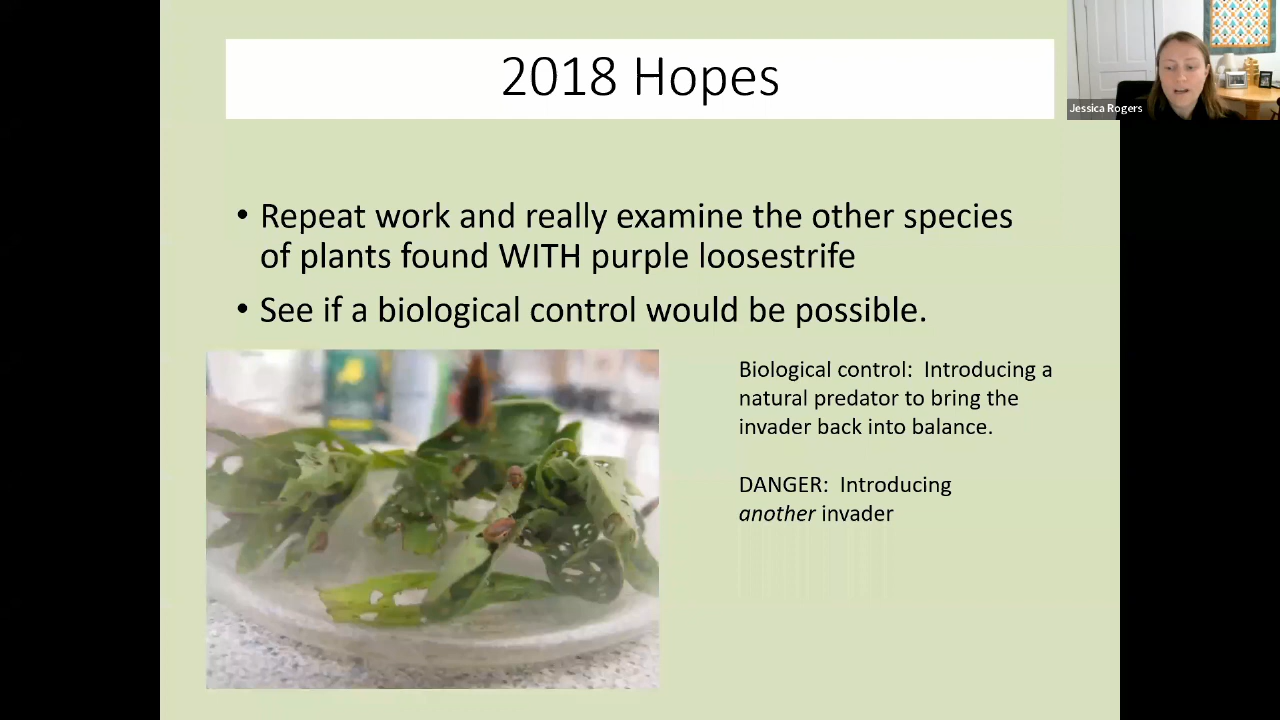 2018 Hopes
Jessica Rogers
• Repeat work and really examine the other species
of plants found WITH purple loosestrife
• See if a biological control would be possible.
Biological control:  Introducing a
natural predator to bring the
invader back into balance.
DANGER:  Introducing
another invader